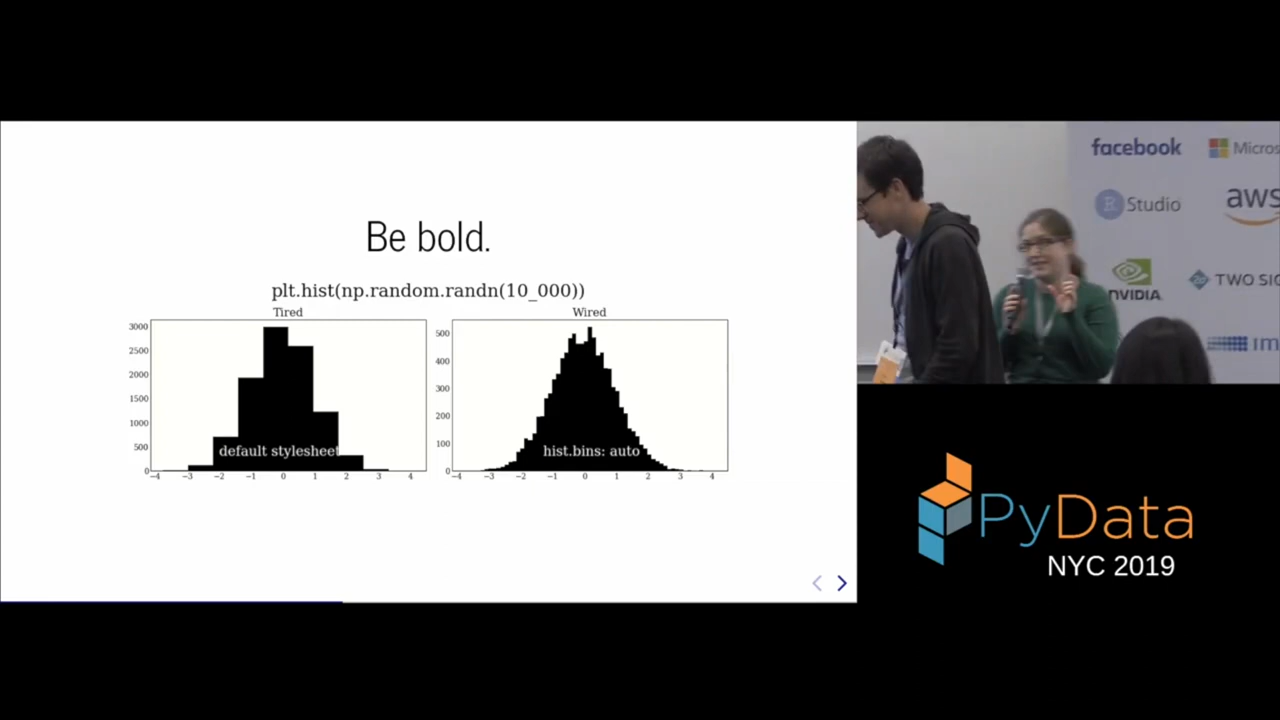 Be bold.
plt.hist(np.random.randn(10_000))
Tired
3000
2500
2000
1500
1000
500
0
default stylesheet
−4 −3 −2 −1 0 1 2 3 4
Wired
500
400
300
200
100
0
hist.bins: auto
−4 −3 −2 −1 0 1 2 3 4
facebook
Micros
R Studio
aws
NVIDIA
TWO SIG
im
PyData
NYC 2019